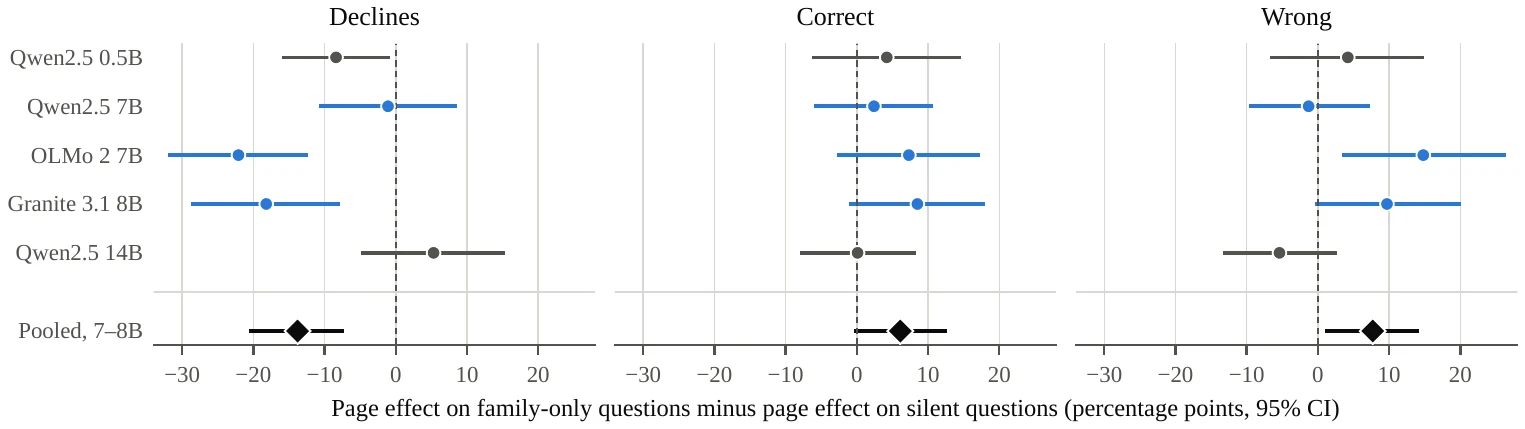 Declines Correct Wrong
Qwen2.5 0.5B
Qwen2.5 7B
OLMo 2 7B
Granite 3.1 8B
Qwen2.5 14B
Pooled, 7–8B
−30 −20 −10 0 10 20 −30 −20 −10 0 10 20 −30 −20 −10 0 10 20
Page effect on family-only questions minus page effect on silent questions (percentage points, 95% CI)